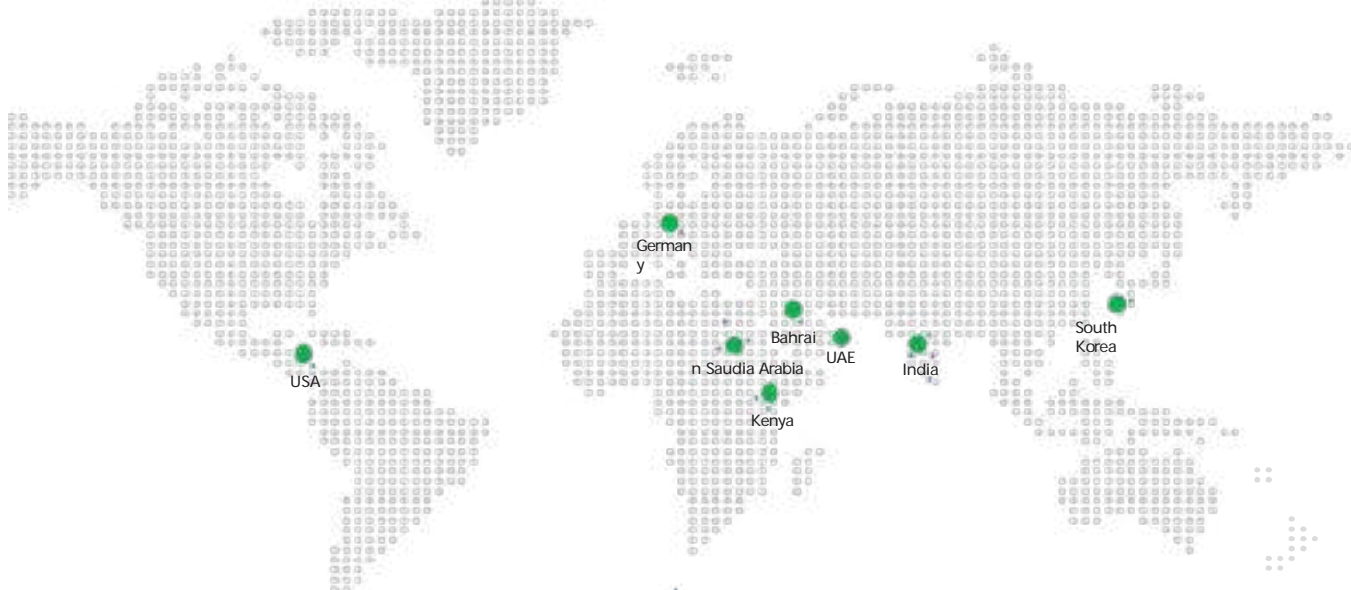 German
y
South
Korea
Bahrai
UAE
n Saudia Arabia
India
USA
Kenya